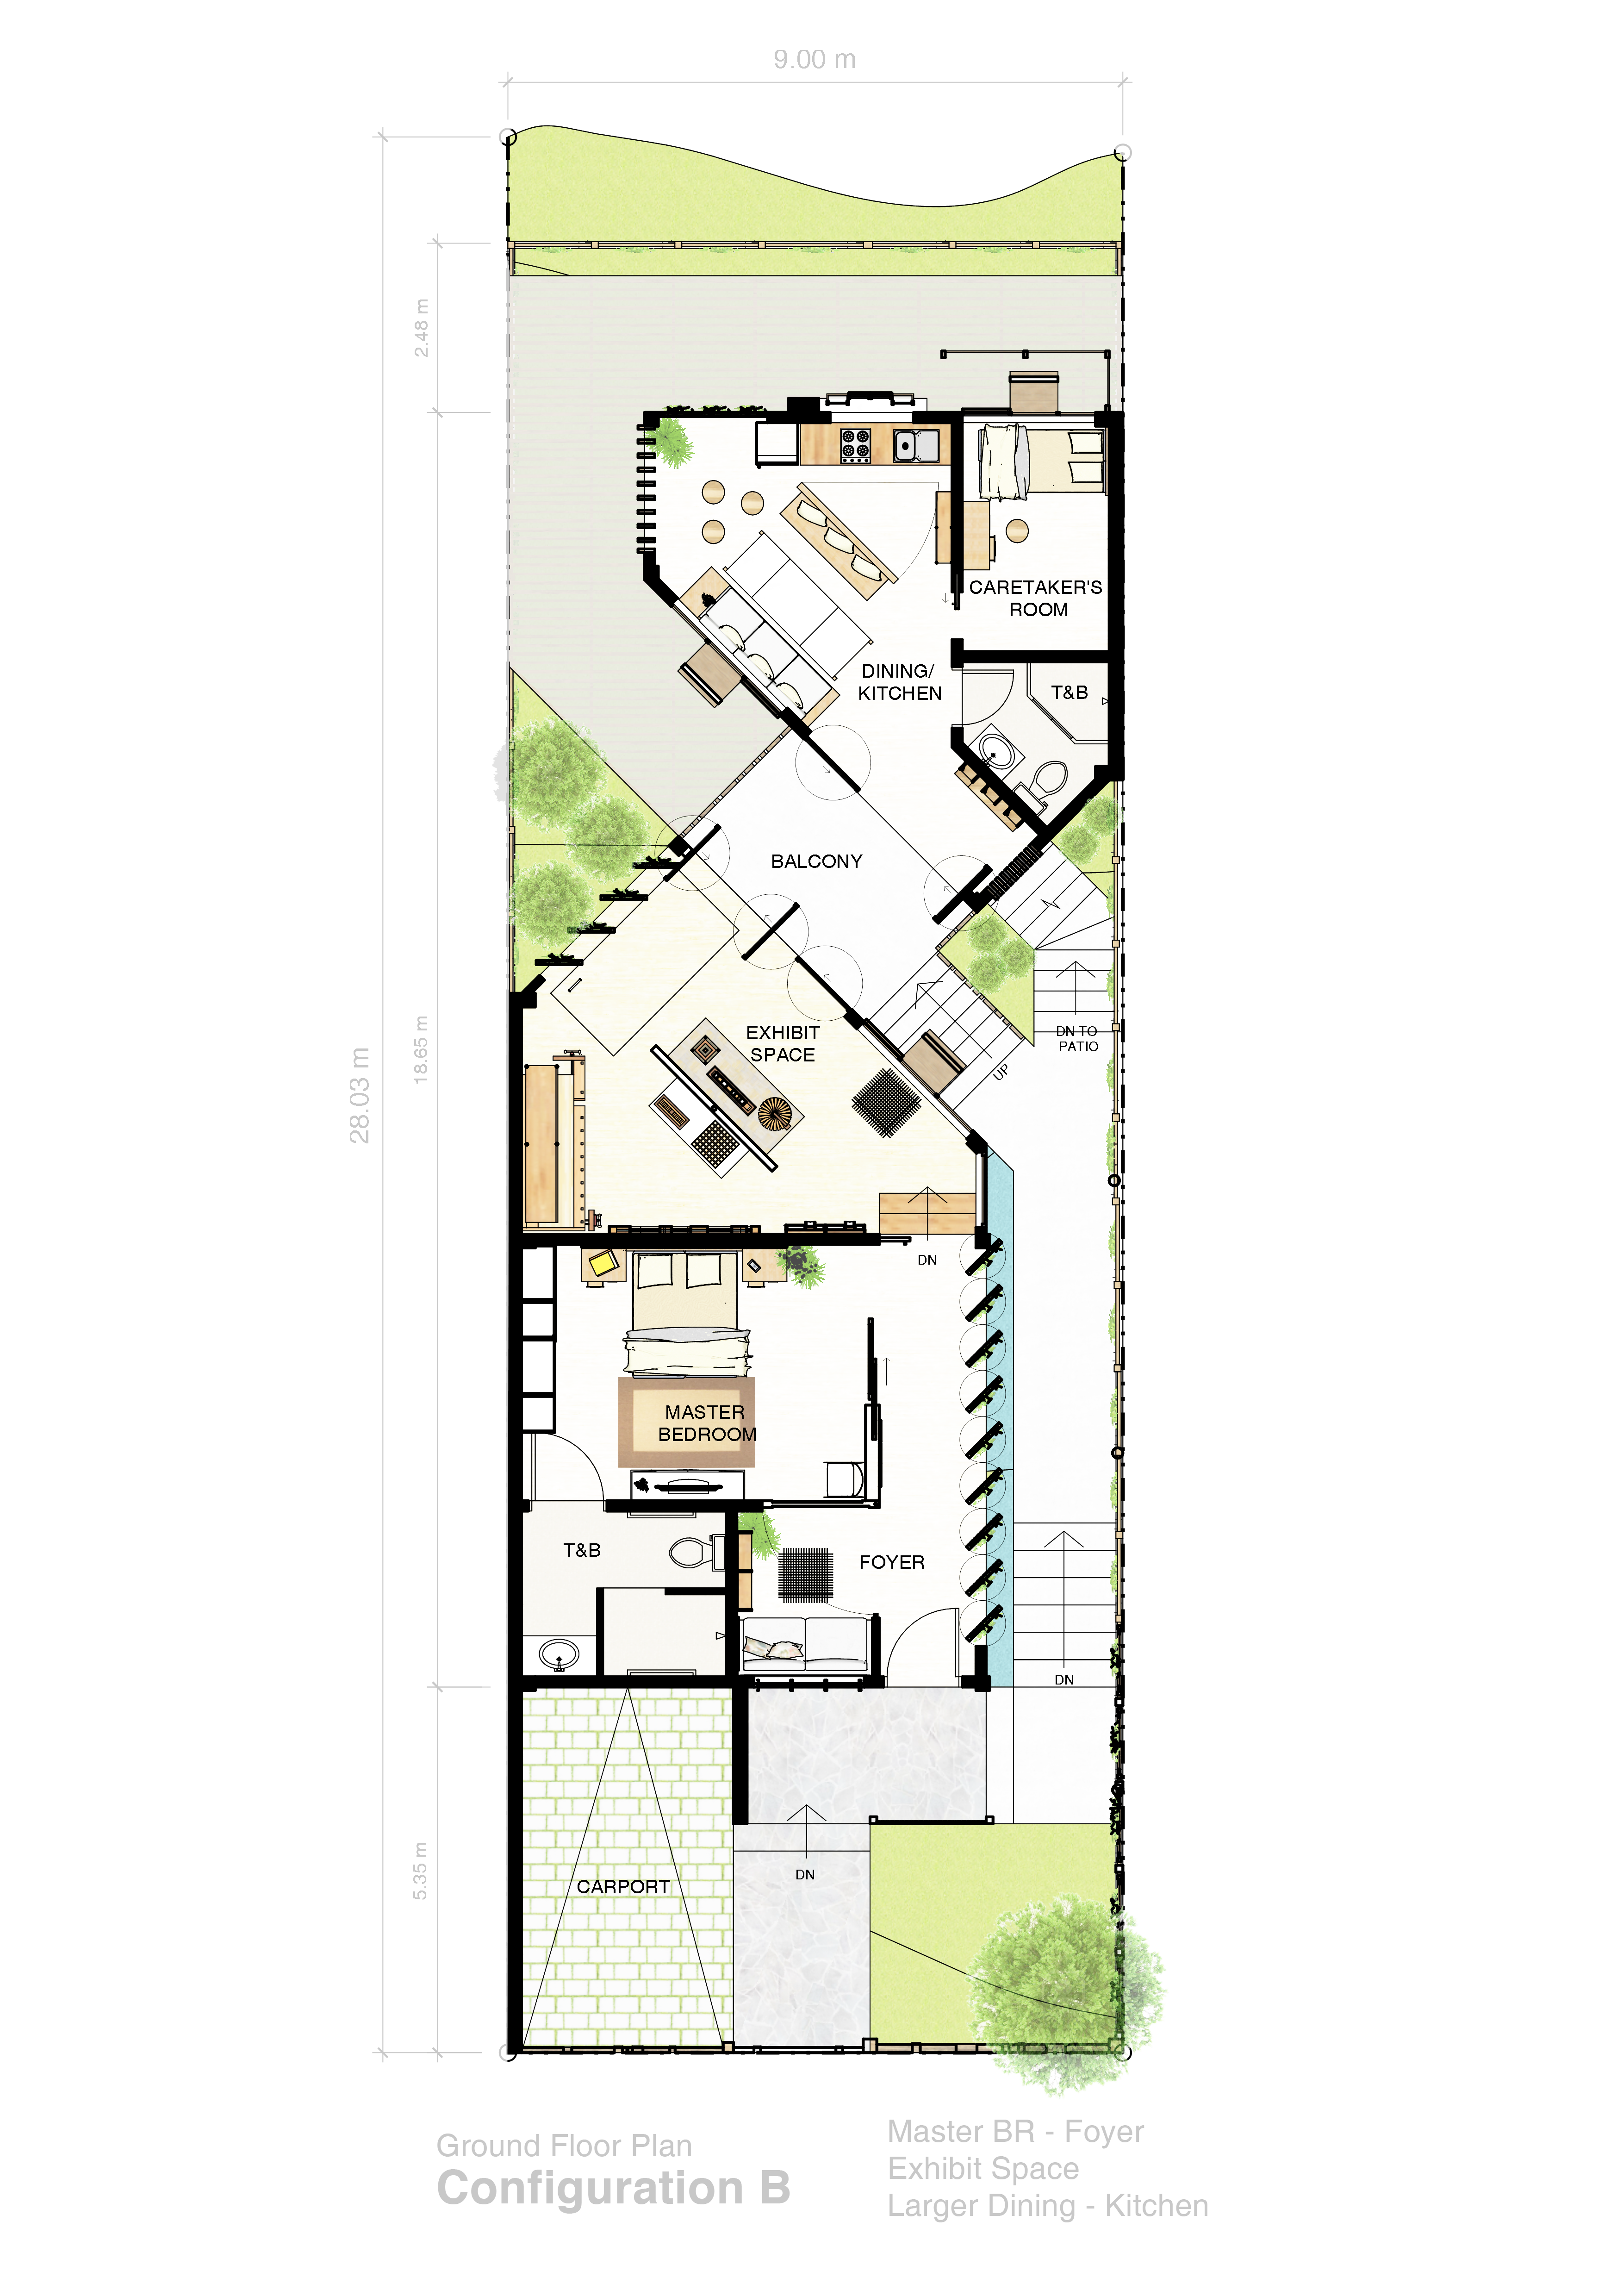 9.00 m
2.48 m
CARETAKER'S
ROOM
DINING/
KITCHEN
T&B
BALCONY
EXHIBIT
SPACE
DN TO
PATIO
UP
18.65 m
28.03 m
DN
MASTER
BEDROOM
T&B
FOYER
DN
5.35 m
CARPORT
DN
Ground Floor Plan
Configuration B
Master BR - Foyer
Exhibit Space
Larger Dining - Kitchen